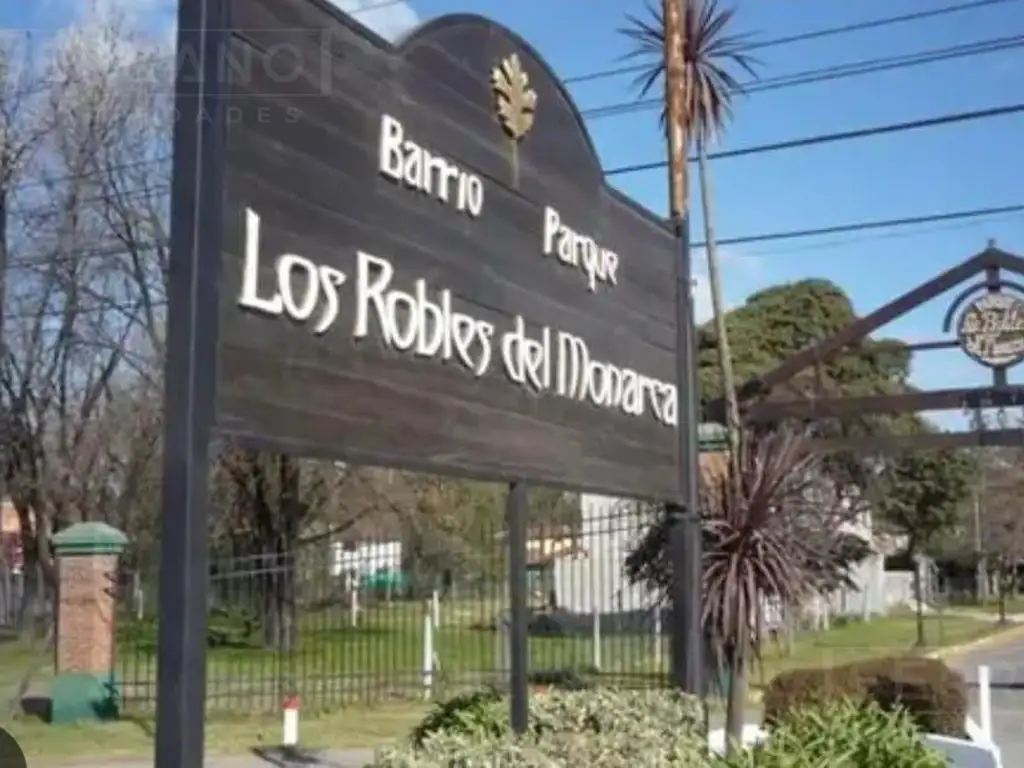 Barrio
Parque
Los Robles del Monarca